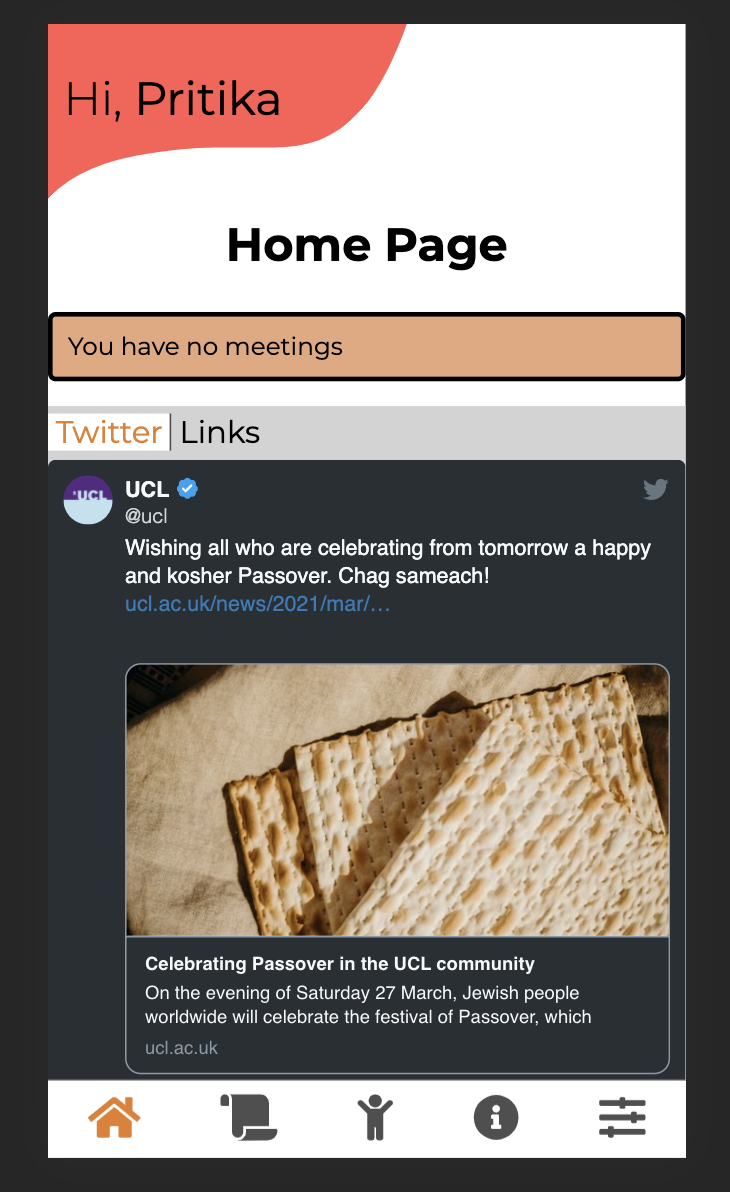 Hi, Pritika
Home Page
You have no meetings
Twitter Links
UCL
UCL
@ucl
Wishing all who are celebrating from tomorrow a happy
and kosher Passover. Chag sameach!
ucl.ac.uk/news/2021/mar/…
Celebrating Passover in the UCL community
On the evening of Saturday 27 March, Jewish people
worldwide will celebrate the festival of Passover, which
ucl.ac.uk